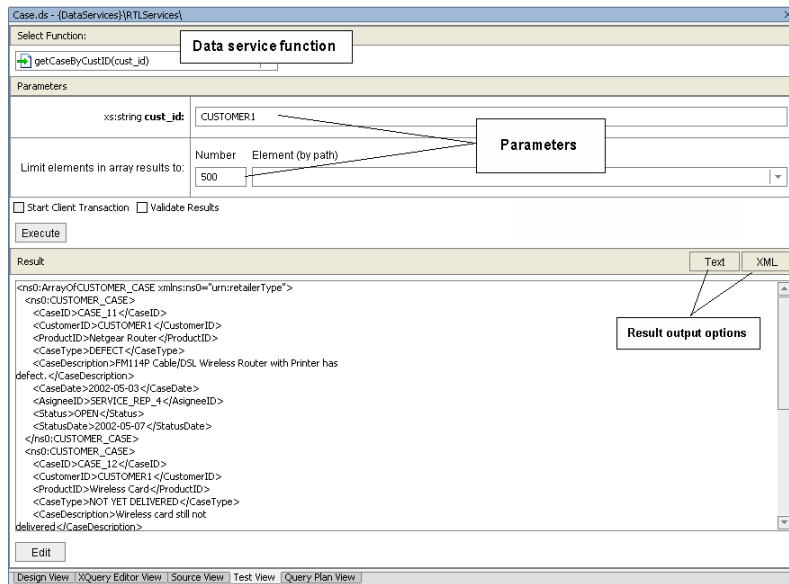 Case.ds - {DataServices}\RTLServices\
Select Function:
Data service function
getCaseByCustID(cust_id)
Parameters
xs:string cust_id:
CUSTOMER1
Parameters
Number Element (by path)
Limit elements in array results to:
500
Start Client Transaction Validate Results
Execute
Result
Text XML
Result output options
<ns0:ArrayOfCUSTOMER_CASE xmlns:ns0="urn:retailerType">
<ns0:CUSTOMER_CASE>
<CaseID>CASE_11</CaseID>
<CustomerID>CUSTOMER1</CustomerID>
<ProductID>Netgear Router</ProductID>
<CaseType>DEFECT</CaseType>
<CaseDescription>FM114P Cable/DSL Wireless Router with Printer has
defect.</CaseDescription>
<CaseDate>2002-05-03</CaseDate>
<AsigneeID>SERVICE_REP_4</AsigneeID>
<Status>OPEN</Status>
<StatusDate>2002-05-07</StatusDate>
</ns0:CUSTOMER_CASE>
<ns0:CUSTOMER_CASE>
<CaseID>CASE_12</CaseID>
<CustomerID>CUSTOMER1</CustomerID>
<ProductID>Wireless Card</ProductID>
<CaseType>NOT YET DELIVERED</CaseType>
<CaseDescription>Wireless card still not
delivered</CaseDescription>
Edit
Design View XQuery Editor View Source View Test View Query Plan View